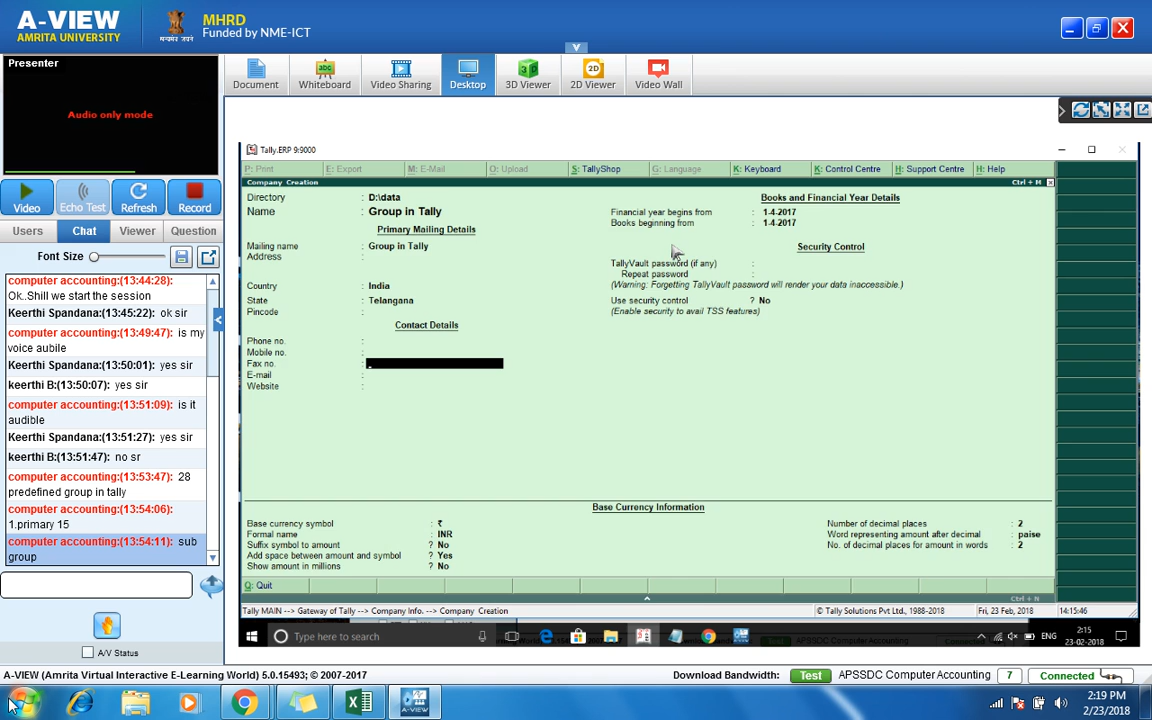 A-VIEW
AMRITA UNIVERSITY
MHRD
Funded by NME-ICT
Presenter
Audio only mode
Document
Whiteboard
Video Sharing
Desktop
3D Viewer
2D Viewer
Video Wall
Video
Echo Test
Refresh
Record
Users
Chat
Viewer
Question
Font Size
computer accounting:(13:44:28):
Ok..Shill we start the session
Keerthi Spandana:(13:45:22): ok sir
computer accounting:(13:49:47): is my
voice aubile
Keerthi Spandana:(13:50:01): yes sir
keerthi B:(13:50:07): yes sir
computer accounting:(13:51:09): is it
audible
Keerthi Spandana:(13:51:27): yes sir
keerthi B:(13:51:47): no sr
computer accounting:(13:53:47): 28
predefined group in tally
computer accounting:(13:54:06):
1.primary 15
computer accounting:(13:54:11): sub
group
A/V Status
Tally.ERP 9:9000
P: Print
E: Export
M: E-Mail
O: Upload
S: TallyShop
G: Language
K: Keyboard
K: Control Centre
H: Support Centre
H: Help
Company Creation
Ctrl + M
Directory : D:\data
Name : Group in Tally
Primary Mailing Details
Mailing name : Group in Tally
Address :
Country : India
State : Telangana
Pincode :
Contact Details
Phone no. :
Mobile no. :
Fax no. :
E-mail :
Website :
Books and Financial Year Details
Financial year begins from : 1-4-2017
Books beginning from : 1-4-2017
Security Control
TallyVault password (if any) :
Repeat password :
(Warning: Forgetting TallyVault password will render your data inaccessible.)
Use security control ? No
(Enable security to avail TSS features)
Base Currency Information
Base currency symbol : ₹
Formal name : INR
Suffix symbol to amount ? No
Add space between amount and symbol ? Yes
Show amount in millions ? No
Number of decimal places : 2
Word representing amount after decimal : paise
No. of decimal places for amount in words : 2
Q: Quit
Ctrl + N
Tally MAIN --> Gateway of Tally --> Company Info. --> Company Creation
© Tally Solutions Pvt Ltd., 1988-2018
Fri, 23 Feb, 2018
14:15:46
Type here to search
APSSDC Computer Accounting
ENG
2:15
23-02-2018
A-VIEW (Amrita Virtual Interactive E-Learning World) 5.0.15493; © 2007-2017
Download Bandwidth:
Test
APSSDC Computer Accounting
7
Connected
A-VIEW
2:19 PM
2/23/2018